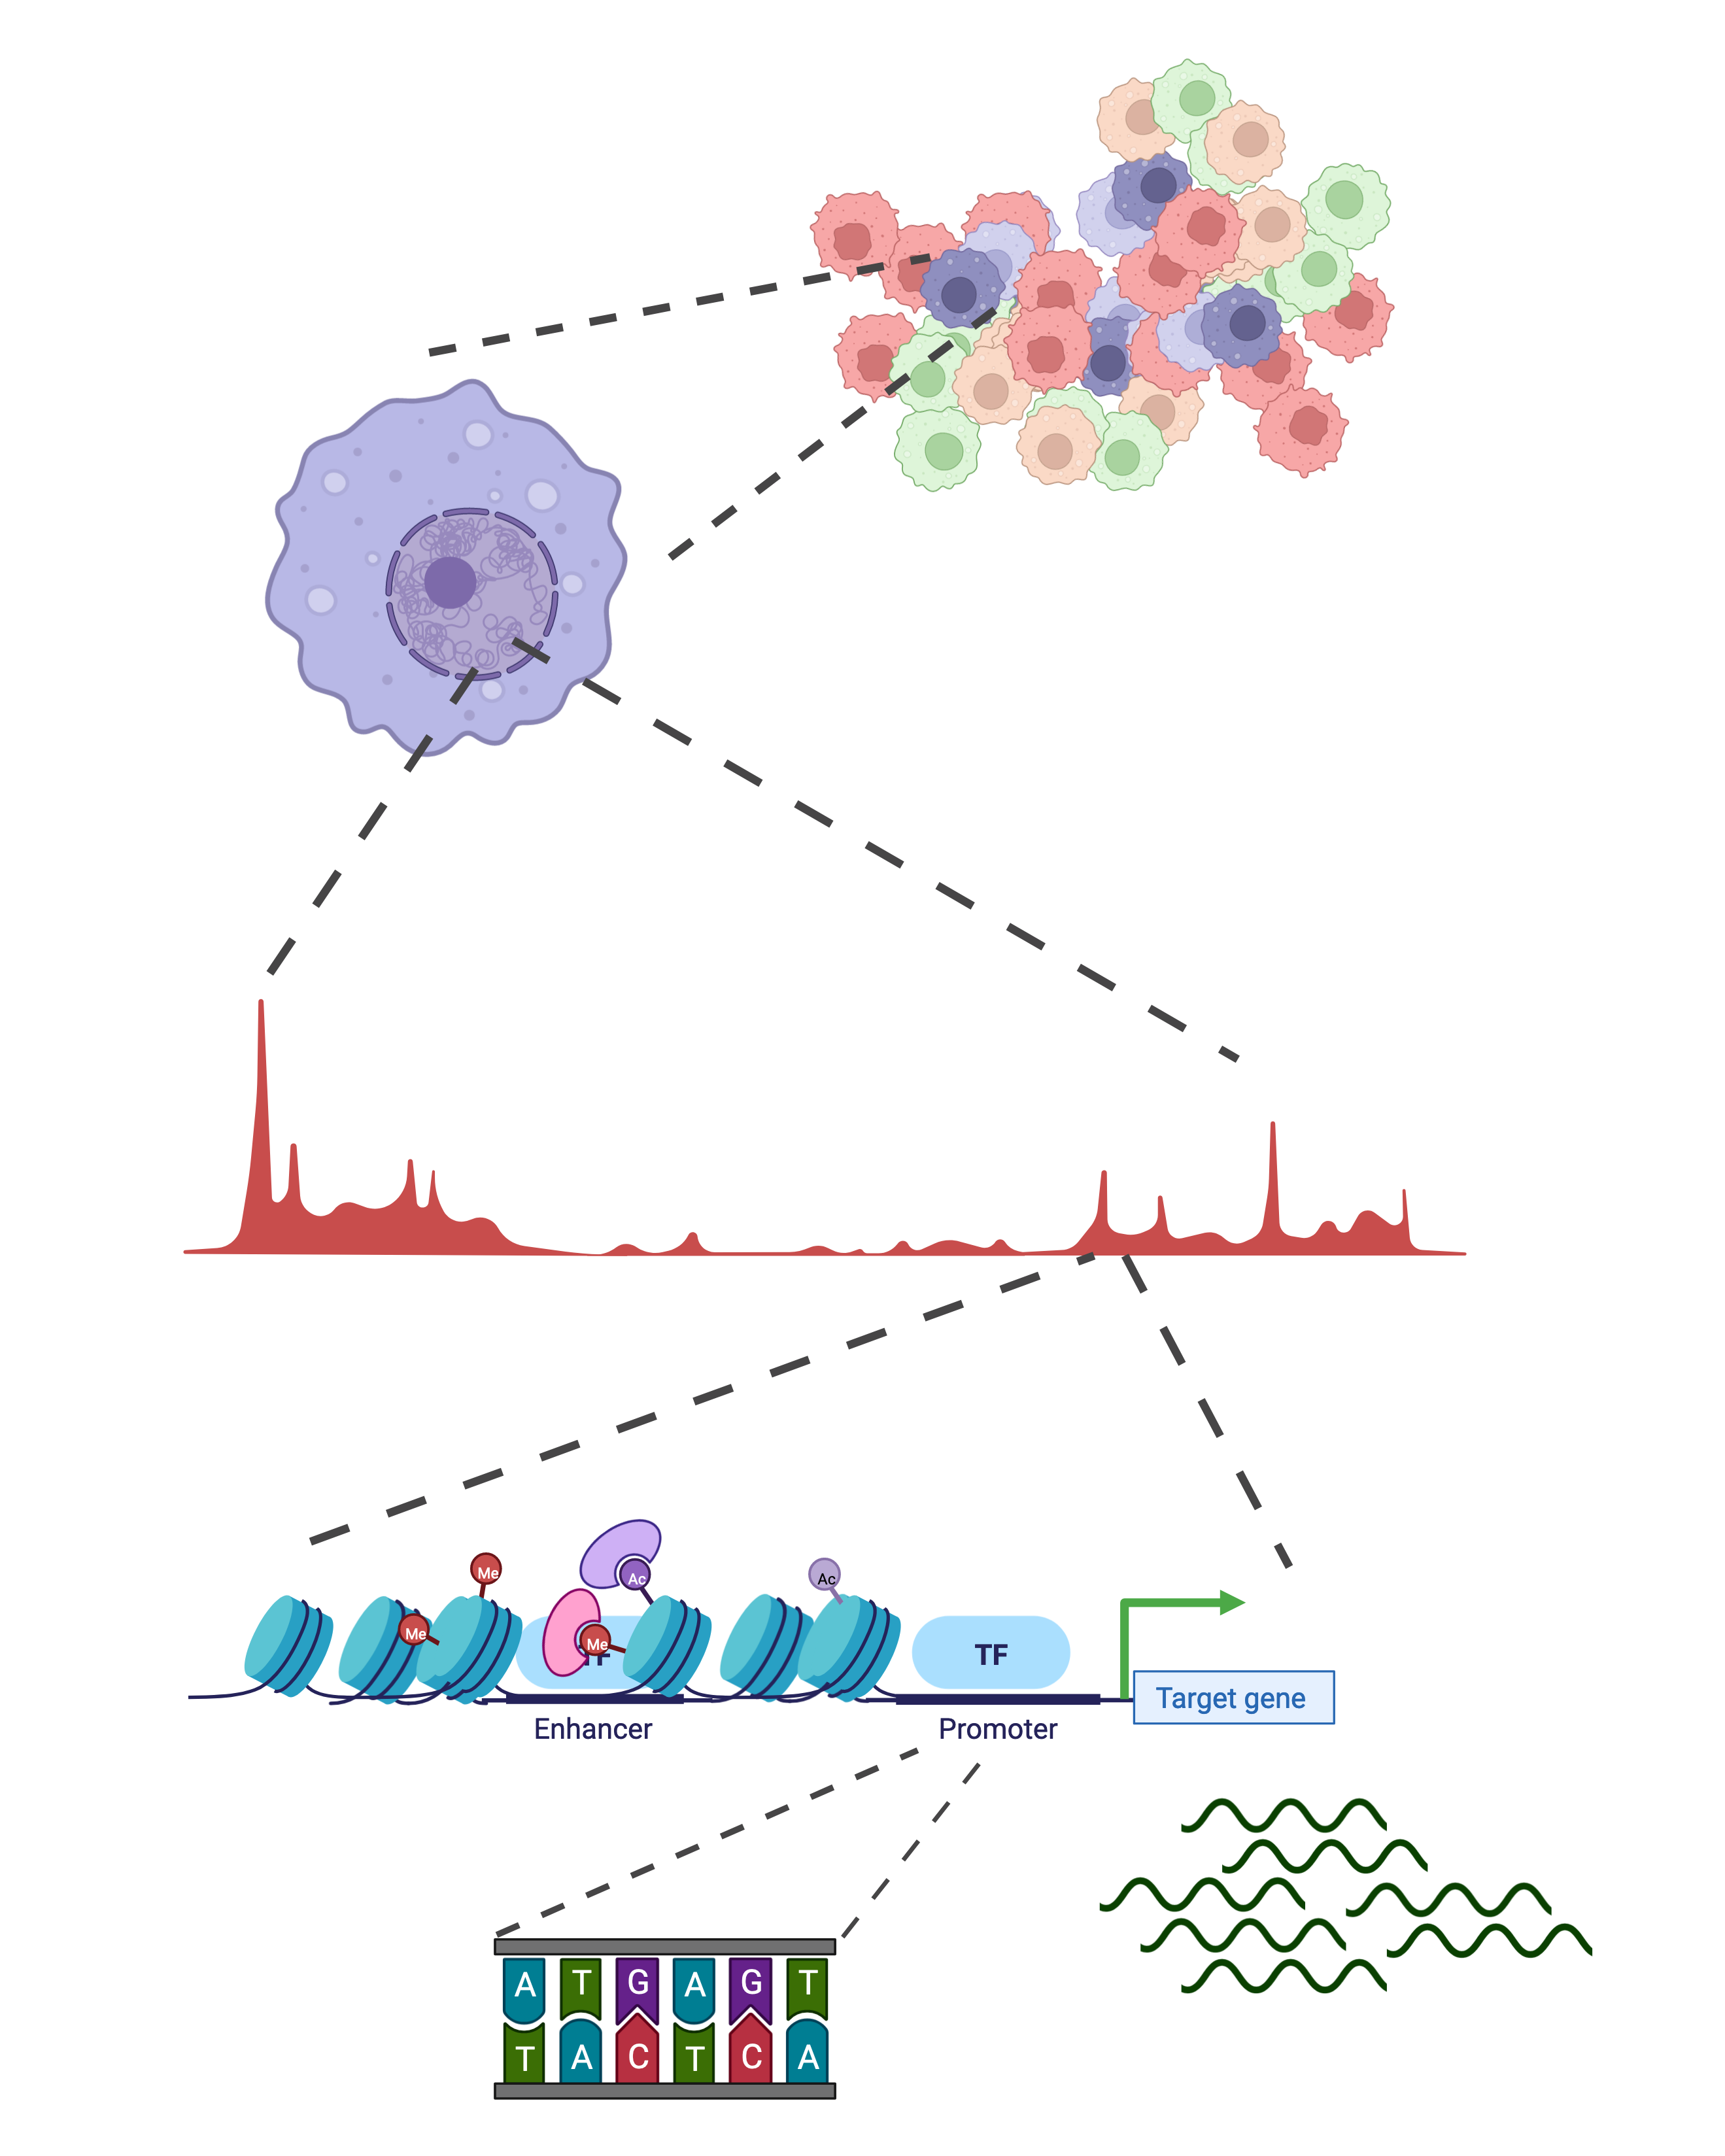 Me
Ac
Ac
Me
Me
TF
TF
Target gene
Enhancer
Promoter
A T G A G T
T A C T C A